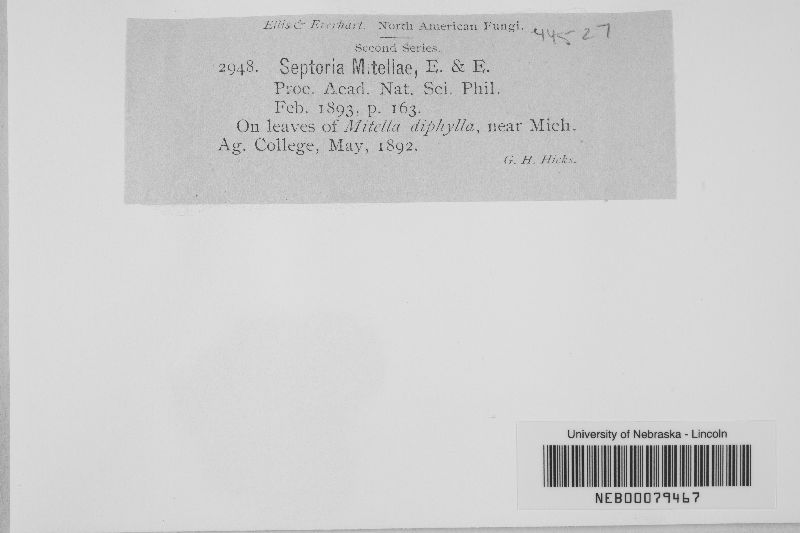 Ellis & Everhart. North American Fungi. 44527
Second Series.
2948. Septoria Mitellae, E. & E.
Proc. Acad. Nat. Sci. Phil.
Feb. 1893, p. 163.
On leaves of Mitella diphylla, near Mich.
Ag. College, May, 1892.
G. H. Hicks.
University of Nebraska - Lincoln
NEB00079467